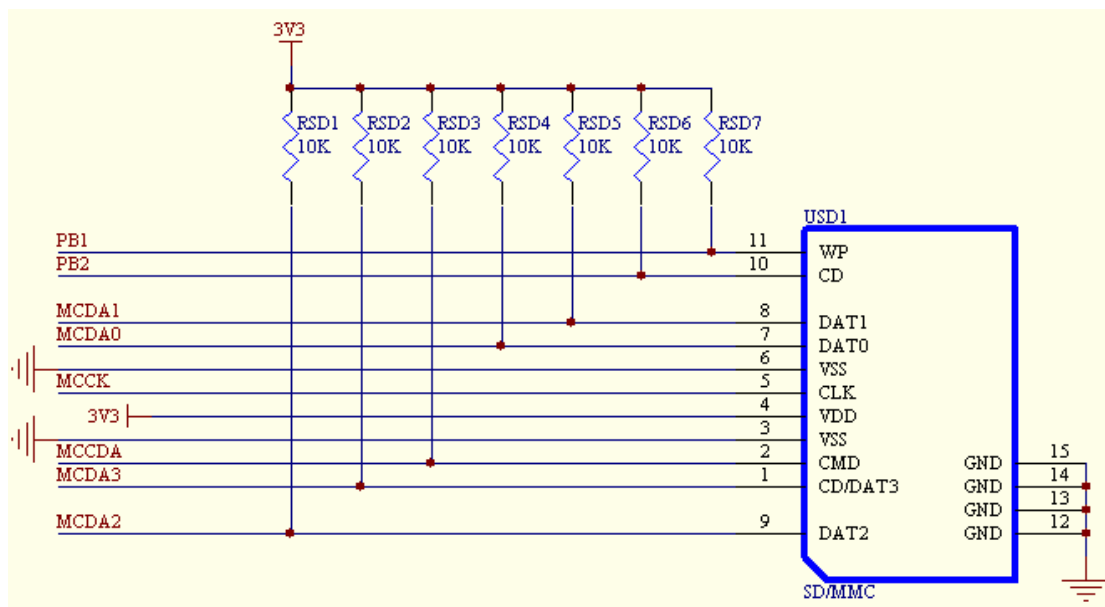 3V3
RSD1 RSD2 RSD3 RSD4 RSD5 RSD6 RSD7
10K 10K 10K 10K 10K 10K 10K
USD1
PB1 11 WP
PB2 10 CD
MCDA1 8 DAT1
MCDA0 7 DAT0
6 VSS
MCCK 5 CLK
3V3 4 VDD
3 VSS
MCCDA 2 CMD GND 15
MCDA3 1 CD/DAT3 GND 14
GND 13
MCDA2 9 DAT2 GND 12
SD/MMC